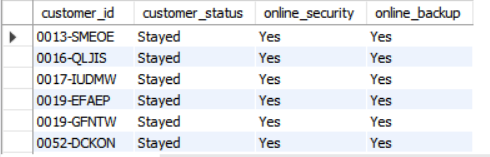 customer_id customer_status online_security online_backup
0013-SMEOE Stayed Yes Yes
0016-QLJIS Stayed Yes Yes
0017-IUDMW Stayed Yes Yes
0019-EFAEP Stayed Yes Yes
0019-GFNTW Stayed Yes Yes
0052-DCKON Stayed Yes Yes